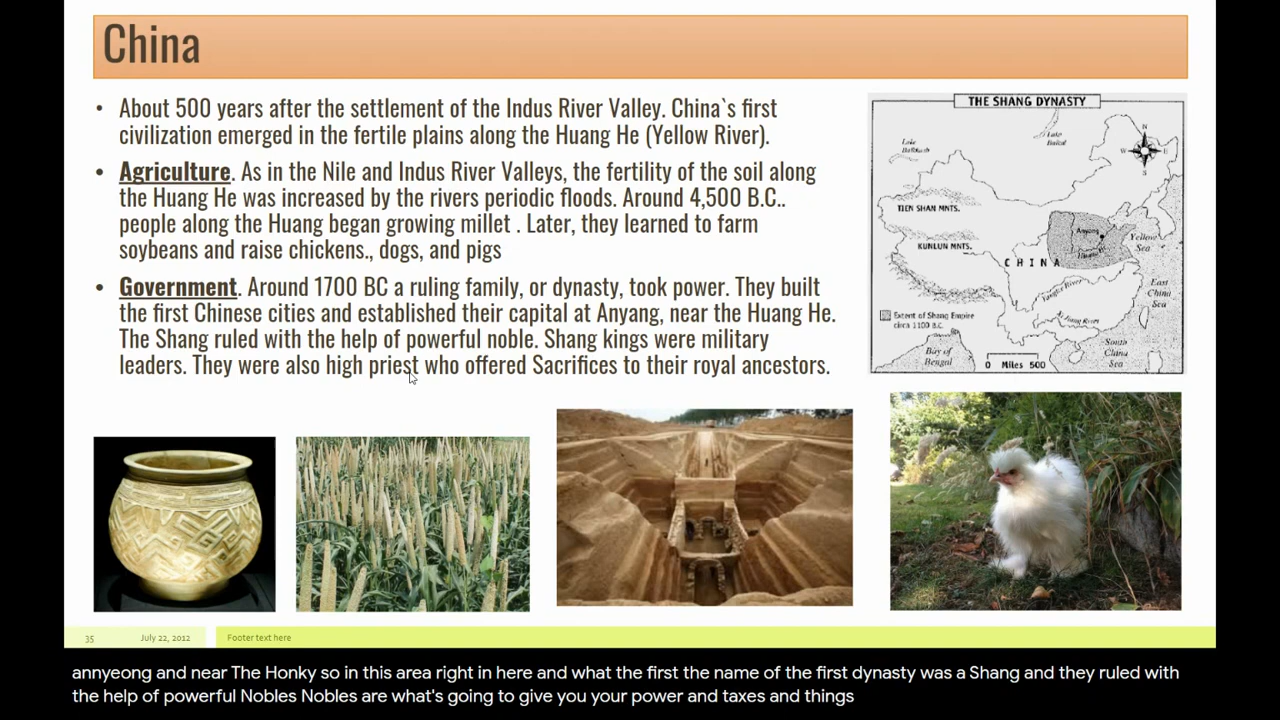 China
• About 500 years after the settlement of the Indus River Valley. China`s first
civilization emerged in the fertile plains along the Huang He (Yellow River).
• Agriculture. As in the Nile and Indus River Valleys, the fertility of the soil along
the Huang He was increased by the rivers periodic floods. Around 4,500 B.C..
people along the Huang began growing millet . Later, they learned to farm
soybeans and raise chickens., dogs, and pigs
• Government. Around 1700 BC a ruling family, or dynasty, took power. They built
the first Chinese cities and established their capital at Anyang, near the Huang He.
The Shang ruled with the help of powerful noble. Shang kings were military
leaders. They were also high priest who offered Sacrifices to their royal ancestors.
THE SHANG DYNASTY
Lake
Balkhash
Lake
Baikal
N
W
E
S
TIEN SHAN MNTS.
KUNLUN MNTS.
Anyang
Yellow
Sea
CHINA
East
China
Sea
Extent of Shang Empire
circa 1100 B.C.
Bay of
Bengal
0 Miles 500
South
China
Sea
35
July 22, 2012
Footer text here
annyeong and near The Honky so in this area right in here and what the first the name of the first dynasty was a Shang and they ruled with
the help of powerful Nobles Nobles are what's going to give you your power and taxes and things